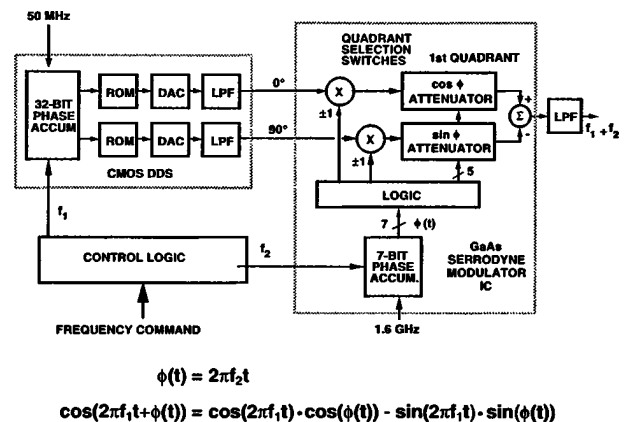 50 MHz
32-BIT
PHASE
ACCUM
ROM
DAC
LPF
0°
ROM
DAC
LPF
90°
CMOS DDS
QUADRANT
SELECTION
SWITCHES
1st QUADRANT
X
±1
X
±1
cos ϕ
ATTENUATOR
sin ϕ
ATTENUATOR
+
Σ
-
LPF
f₁ + f₂
5
LOGIC
7
ϕ(t)
7-BIT
PHASE
ACCUM.
GaAs
SERRODYNE
MODULATOR
IC
f₁
CONTROL LOGIC
f₂
FREQUENCY COMMAND
1.6 GHz
ϕ(t) = 2πf₂t
cos(2πf₁t+ϕ(t)) = cos(2πf₁t)·cos(ϕ(t)) - sin(2πf₁t)·sin(ϕ(t))